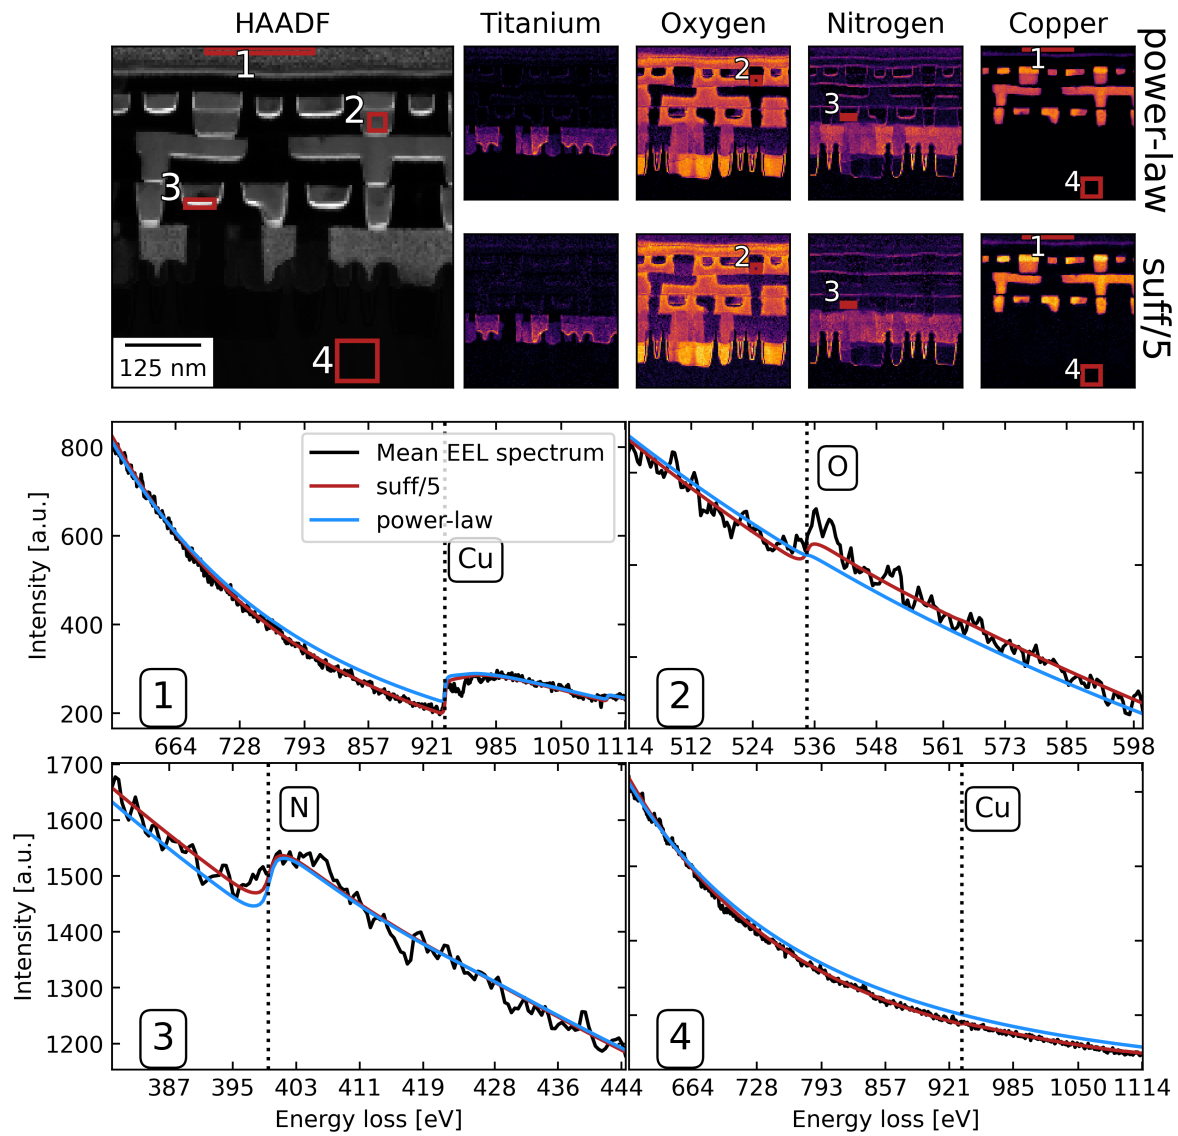 HAADF Titanium Oxygen Nitrogen Copper
1 2 3 4
125 nm
2 3 1 4
power-law
2 3 1 4
suff/5
Intensity [a.u.]
800
600
400
200
Mean EEL spectrum
suff/5
power-law
Cu
1
664 728 793 857 921 985 1050 111
O
2
14 512 524 536 548 561 573 585 598
Intensity [a.u.]
1700
1600
1500
1400
1300
1200
N
3
387 395 403 411 419 428 436 444
Energy loss [eV]
Cu
4
664 728 793 857 921 985 1050 1114
Energy loss [eV]